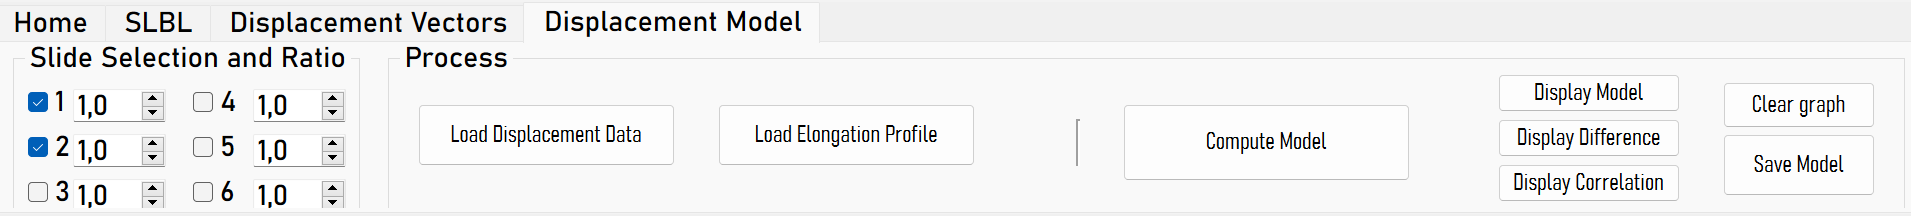 Home SLBL Displacement Vectors Displacement Model
Slide Selection and Ratio
1 1,0 4 1,0
2 1,0 5 1,0
3 1,0 6 1,0
Process
Load Displacement Data
Load Elongation Profile
Compute Model
Display Model
Display Difference
Display Correlation
Clear graph
Save Model